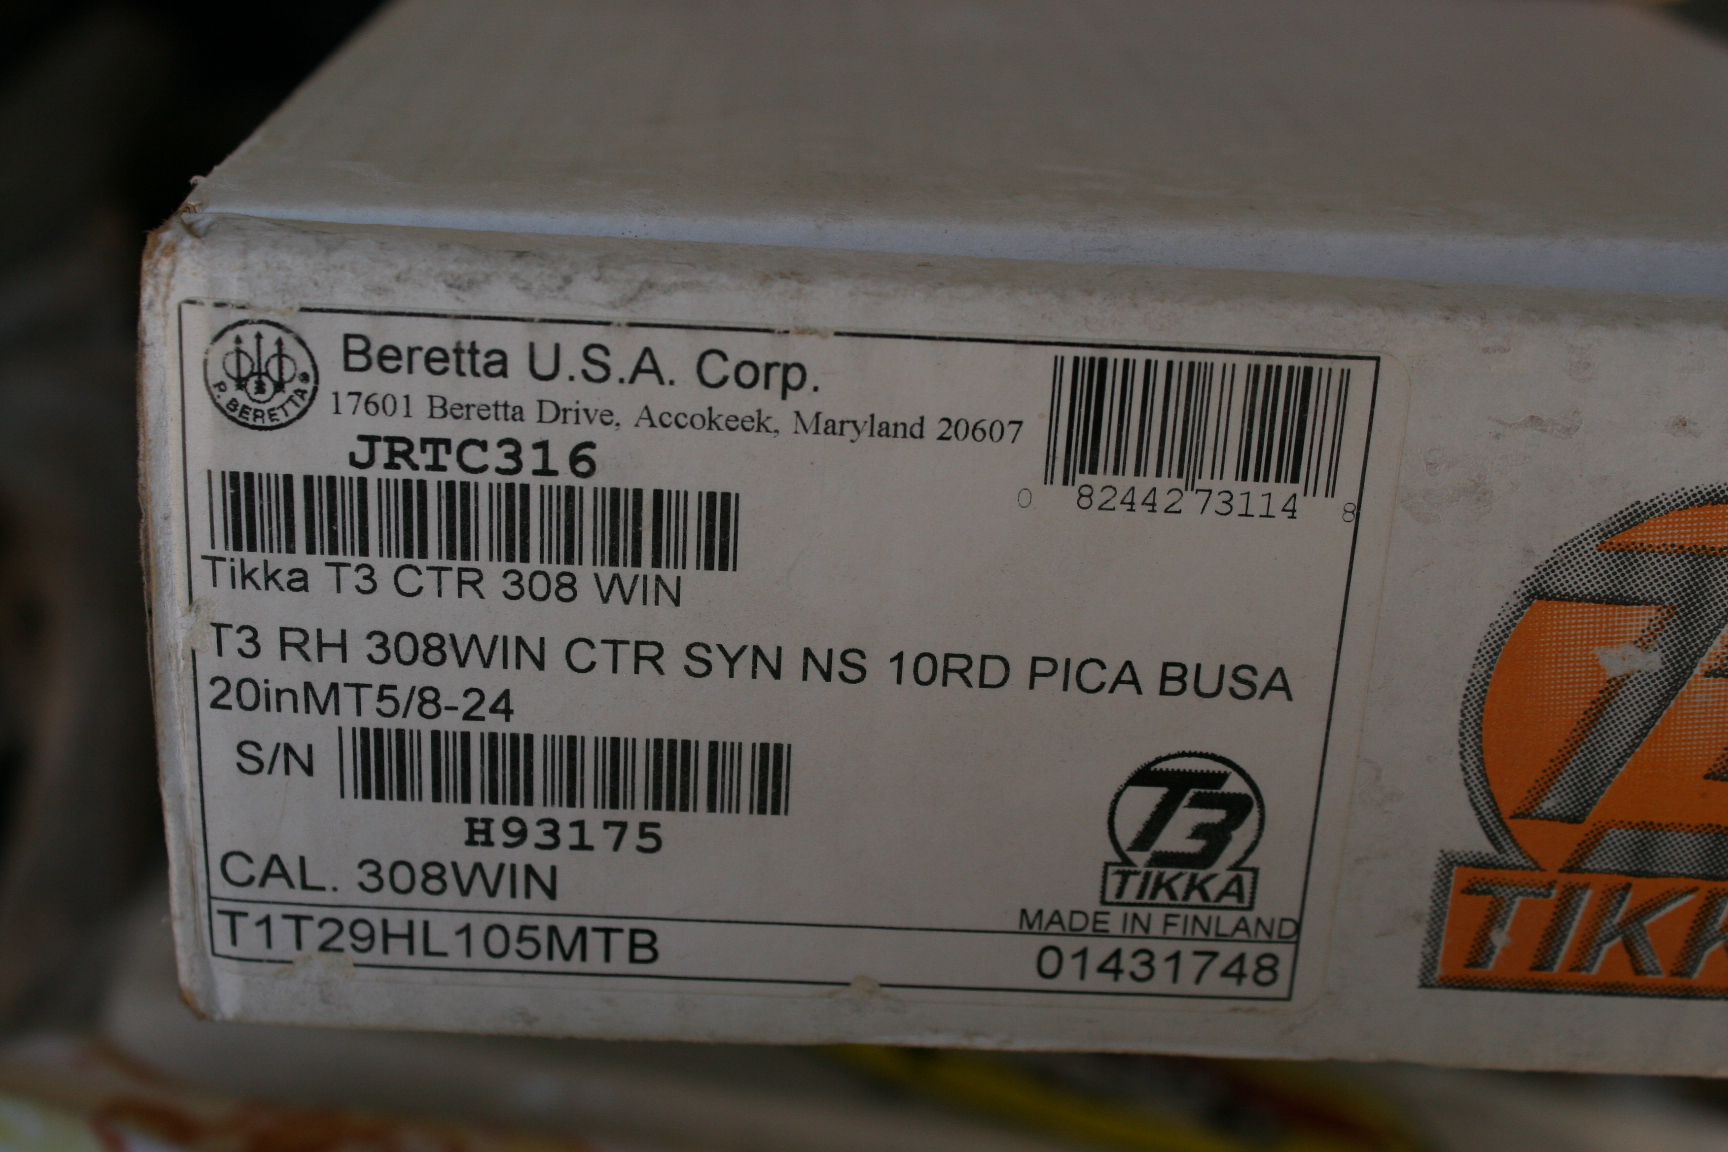 Beretta U.S.A. Corp.
17601 Beretta Drive, Accokeek, Maryland 20607
P. BERETTA
JRTC316
0 82442 73114 8
Tikka T3 CTR 308 WIN
T3 RH 308WIN CTR SYN NS 10RD PICA BUSA
20inMT5/8-24
S/N
H93175
CAL. 308WIN
T3
TIKKA
MADE IN FINLAND
T1T29HL105MTB
01431748